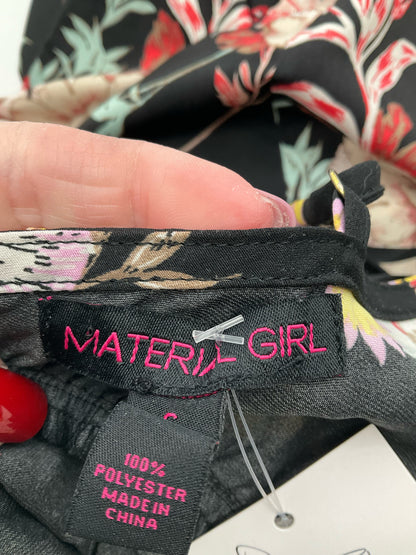 MATERIAL GIRL
S
100%
POLYESTER
MADE IN
CHINA